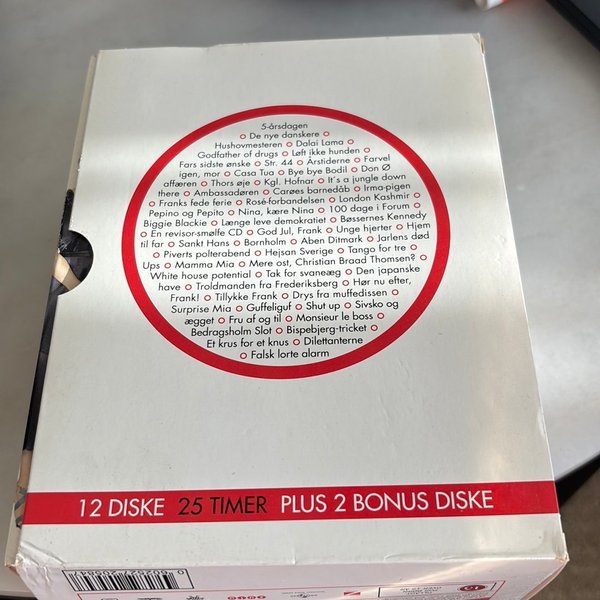 5-årsdagen
o De nye danskere o
Hushovmesteren o Dalai Lama o
Godfather of drugs o Løft ikke hunden o
Fars sidste ønske o Str. 44 o Årstiderne o Farvel
igen, mor o Casa Tua o Bye bye Bodil o Don Ø
affæren o Thors øje o Kgl. Hofnar o It's a jungle down
there o Ambassadøren o Carøes barnedåb o Irma-pigen
o Franks fede ferie o Rosé-forbandelsen o London Kashmir o
Pepino og Pepito o Nina, kære Nina o 100 dage i Forum o
Biggie Blackie o Længe leve demokratiet o Bøssernes Kennedy
o En revisor-smølfe CD o God Jul, Frank o Unge hjerter o Hjem
til far o Sankt Hans o Bornholm o Aben Ditmark o Jarlens død
o Piverts polterabend o Hejsan Sverige o Tango for tre o
Ups o Mamma Mia o Mere ost, Christian Braad Thomsen? o
White house potential o Tak for svaneæg o Den japanske
have o Troldmanden fra Frederiksberg o Hør nu efter,
Frank! o Tillykke Frank o Drys fra muffedissen o
Surprise Mia o Guffeliguf o Shut up o Sivsko og
ægget o Fru af og til o Monsieur le boss o
Bedragsholm Slot o Bispebjerg-tricket o
Et krus for et knus o Dilettanterne
o Falsk lorte alarm
12 DISKE 25 TIMER PLUS 2 BONUS DISKE